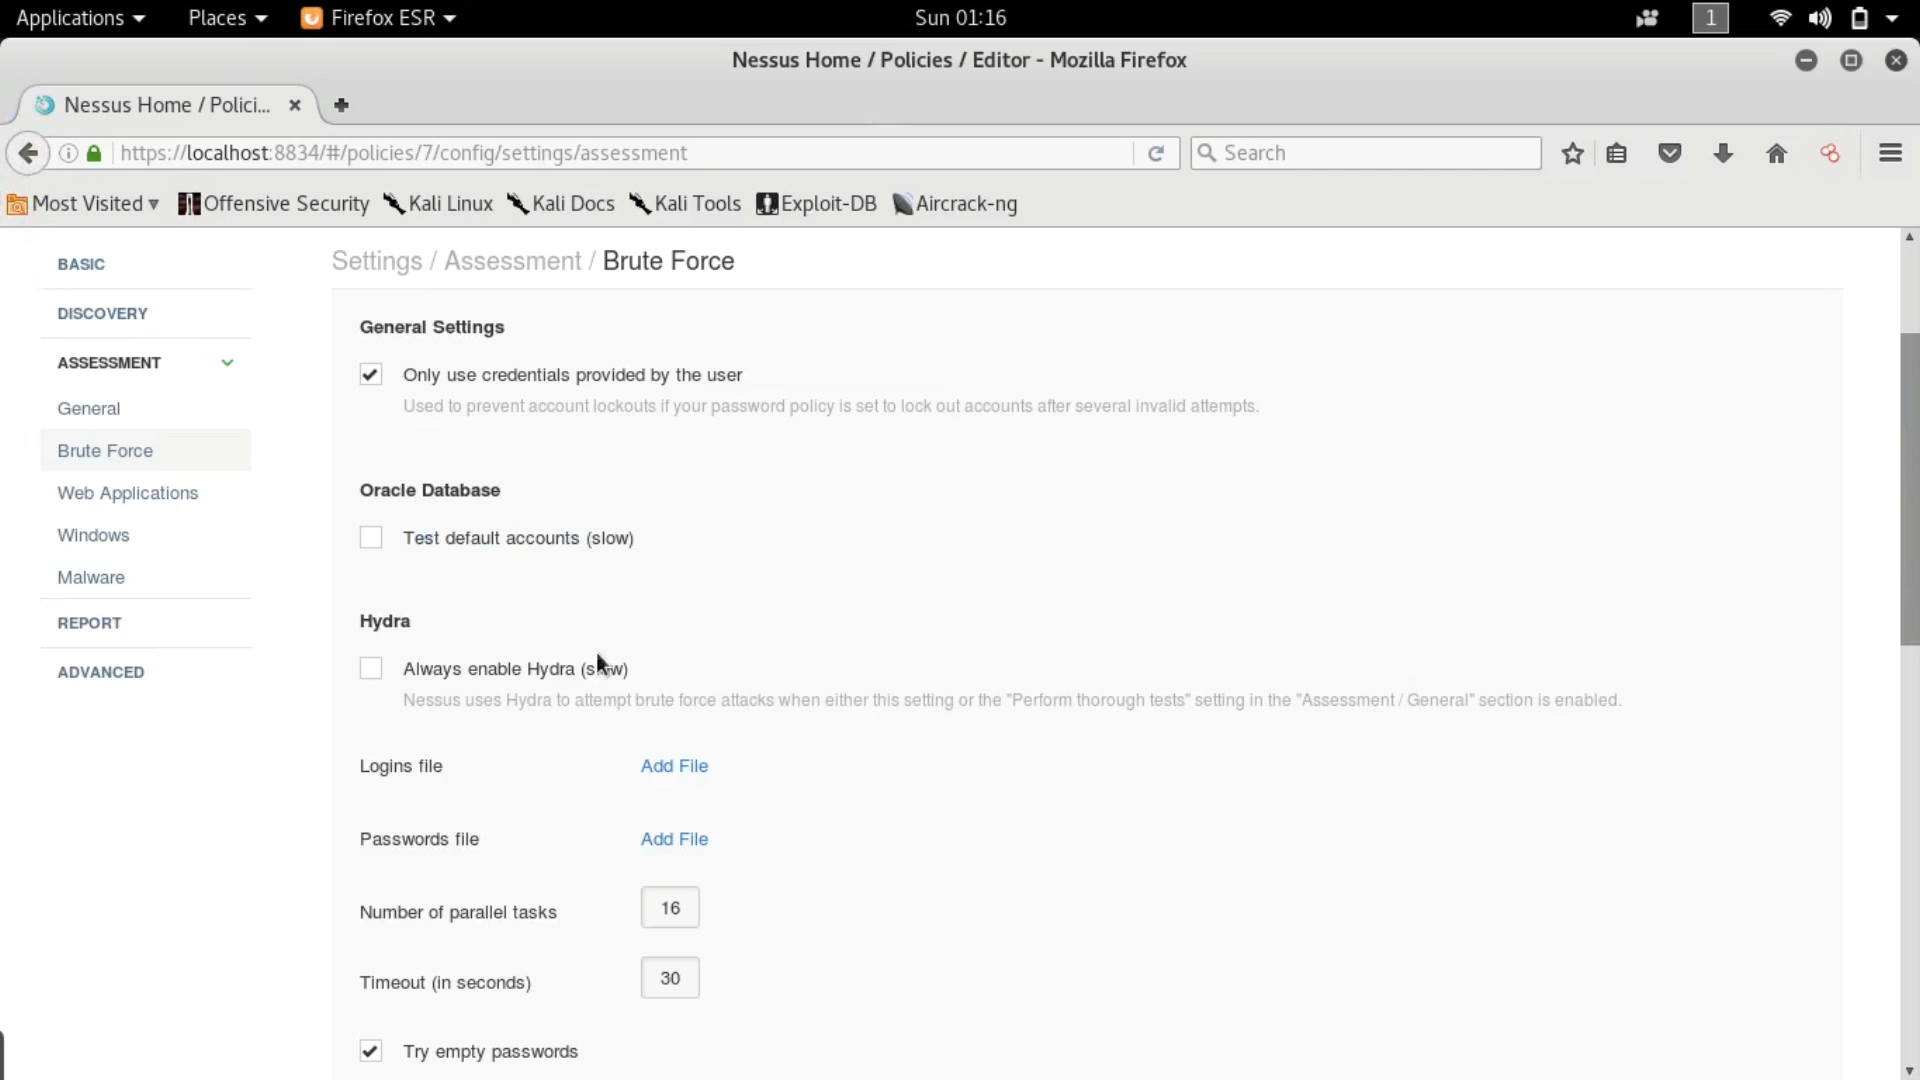 Applications Places Firefox ESR Sun 01:16 1
Nessus Home / Policies / Editor - Mozilla Firefox
Nessus Home / Polici...
https://localhost:8834/#/policies/7/config/settings/assessment Search
Most Visited Offensive Security Kali Linux Kali Docs Kali Tools Exploit-DB Aircrack-ng
BASIC
DISCOVERY
ASSESSMENT
General
Brute Force
Web Applications
Windows
Malware
REPORT
ADVANCED
Settings / Assessment / Brute Force
General Settings
Only use credentials provided by the user
Used to prevent account lockouts if your password policy is set to lock out accounts after several invalid attempts.
Oracle Database
Test default accounts (slow)
Hydra
Always enable Hydra (slow)
Nessus uses Hydra to attempt brute force attacks when either this setting or the "Perform thorough tests" setting in the "Assessment / General" section is enabled.
Logins file Add File
Passwords file Add File
Number of parallel tasks 16
Timeout (in seconds) 30
Try empty passwords